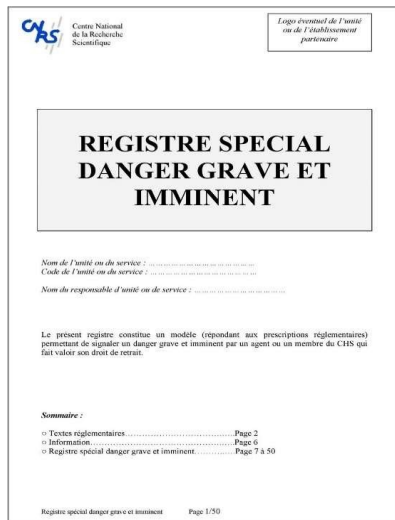 CNRS
Centre National
de la Recherche
Scientifique
Logo éventuel de l'unité
ou de l'établissement
partenaire
REGISTRE SPECIAL
DANGER GRAVE ET
IMMINENT
Nom de l'unité ou du service : ………………………………
Code de l'unité ou du service : ………………………………
Nom du responsable d'unité ou de service : …………………………
Le présent registre constitue un modèle (répondant aux prescriptions réglementaires)
permettant de signaler un danger grave et imminent par un agent ou un membre du CHS qui
fait valoir son droit de retrait.
Sommaire :
○ Textes réglementaires………………………………Page 2
○ Information…………………………………………Page 6
○ Registre spécial danger grave et imminent…………Page 7 à 50
Registre spécial danger grave et imminent Page 1/50